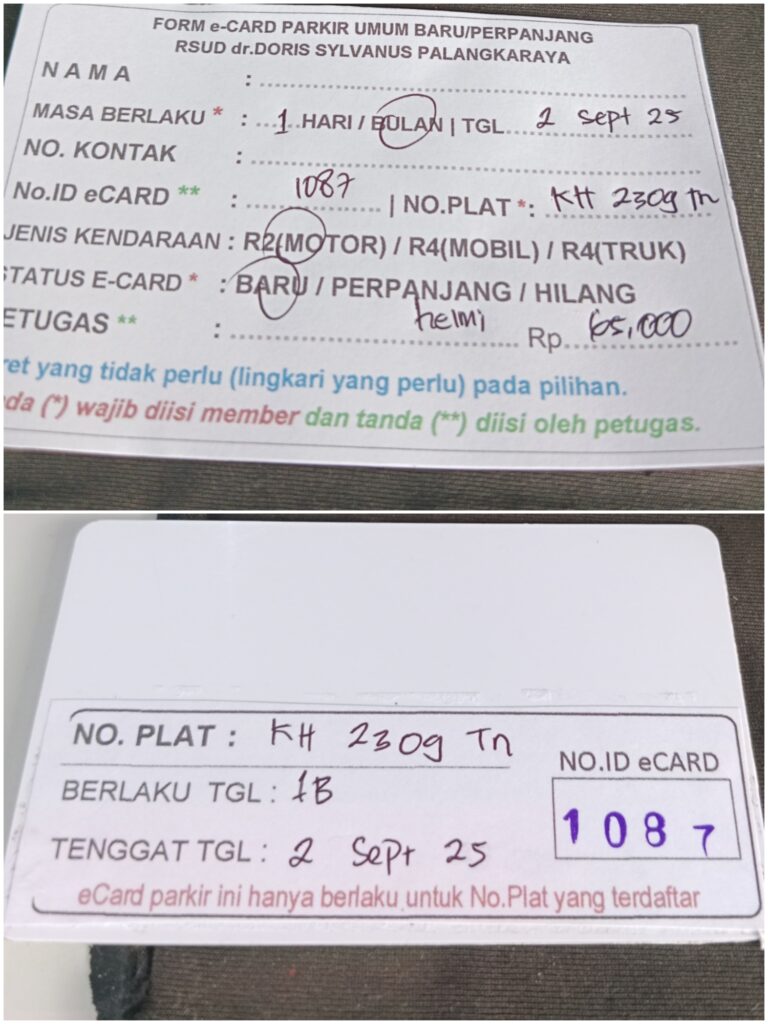 FORM e-CARD PARKIR UMUM BARU/PERPANJANG
RSUD dr.DORIS SYLVANUS PALANGKARAYA
N A M A :
MASA BERLAKU * : 1 HARI / BULAN | TGL 2 Sept 25
NO. KONTAK :
No.ID eCARD ** : 1087 | NO.PLAT *: KH 2309 Tn
JENIS KENDARAAN : R2(MOTOR) / R4(MOBIL) / R4(TRUK)
STATUS E-CARD * : BARU / PERPANJANG / HILANG
ETUGAS ** : helmi Rp 65,000
ret yang tidak perlu (lingkari yang perlu) pada pilihan.
da (*) wajib diisi member dan tanda (**) diisi oleh petugas.
NO. PLAT : KH 2309 Tn
NO.ID eCARD
BERLAKU TGL : 1B
1087
TENGGAT TGL : 2 Sept 25
eCard parkir ini hanya berlaku untuk No.Plat yang terdaftar